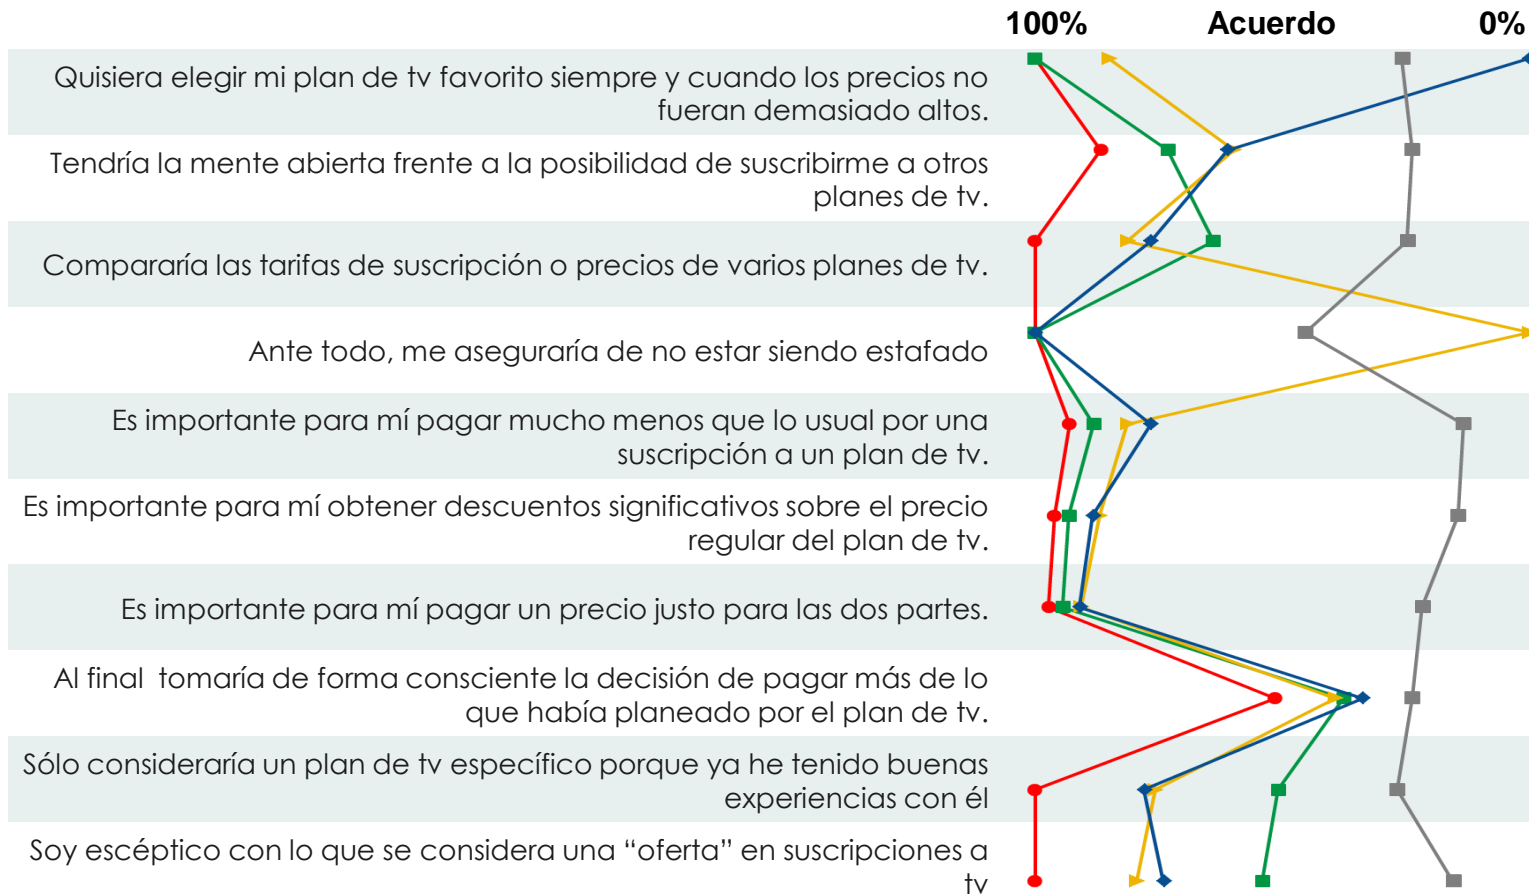 100% Acuerdo 0%
Quisiera elegir mi plan de tv favorito siempre y cuando los precios no
fueran demasiado altos.
Tendría la mente abierta frente a la posibilidad de suscribirme a otros
planes de tv.
Compararía las tarifas de suscripción o precios de varios planes de tv.
Ante todo, me aseguraría de no estar siendo estafado
Es importante para mí pagar mucho menos que lo usual por una
suscripción a un plan de tv.
Es importante para mí obtener descuentos significativos sobre el precio
regular del plan de tv.
Es importante para mí pagar un precio justo para las dos partes.
Al final tomaría de forma consciente la decisión de pagar más de lo
que había planeado por el plan de tv.
Sólo consideraría un plan de tv específico porque ya he tenido buenas
experiencias con él
Soy escéptico con lo que se considera una “oferta” en suscripciones a
tv